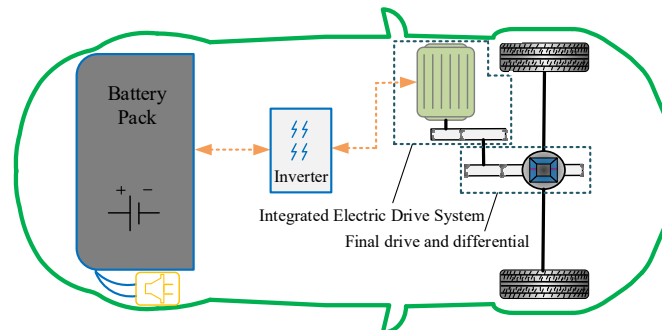 Battery
Pack
+ −
Inverter
Integrated Electric Drive System
Final drive and differential